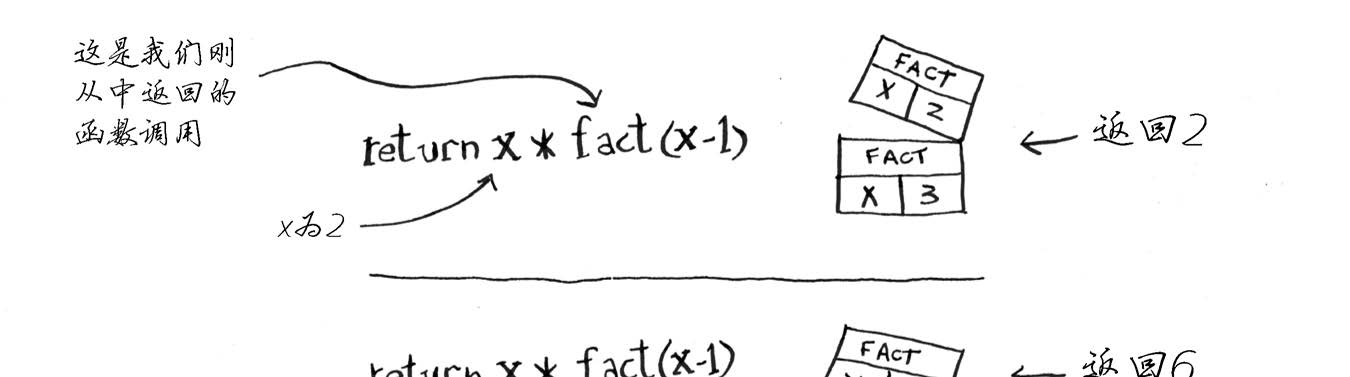 这是我们刚
从中返回的
函数调用
return x * fact(x-1)
x为2
FACT
X 2
FACT
X 3
返回2
return x * fact(x-1)
FACT
返回6